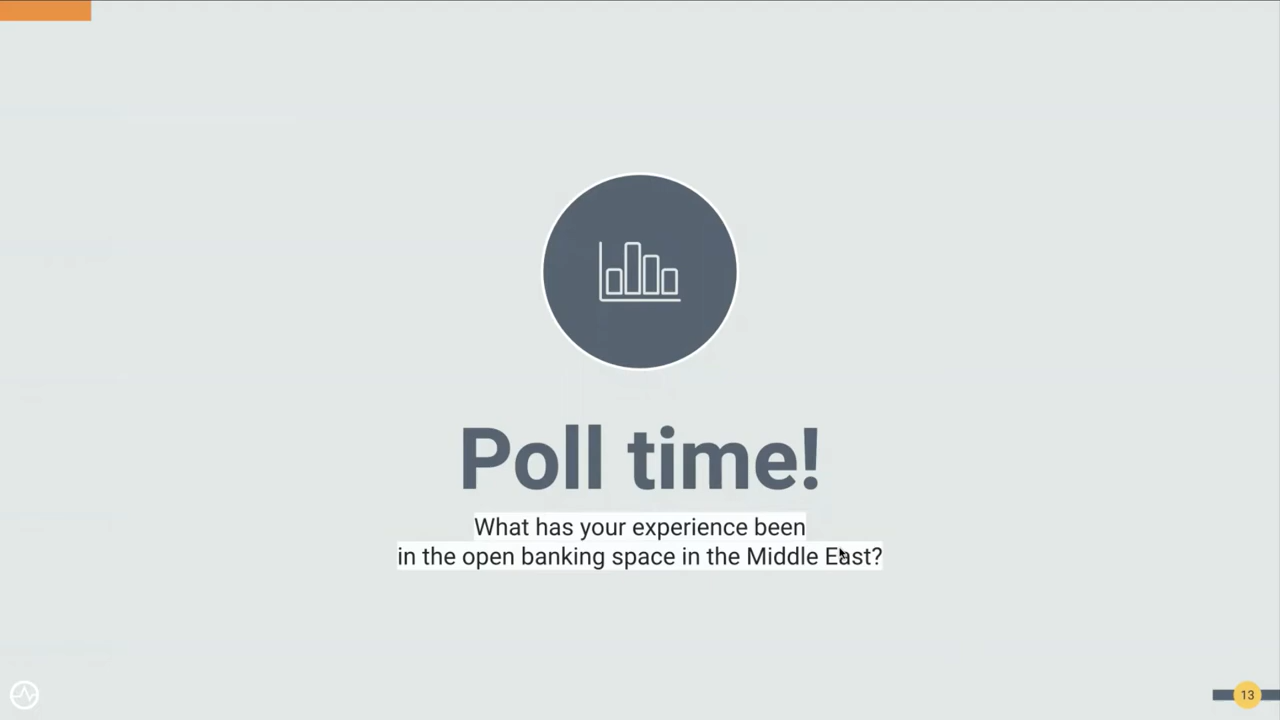 Poll time!
What has your experience been
in the open banking space in the Middle East?
13